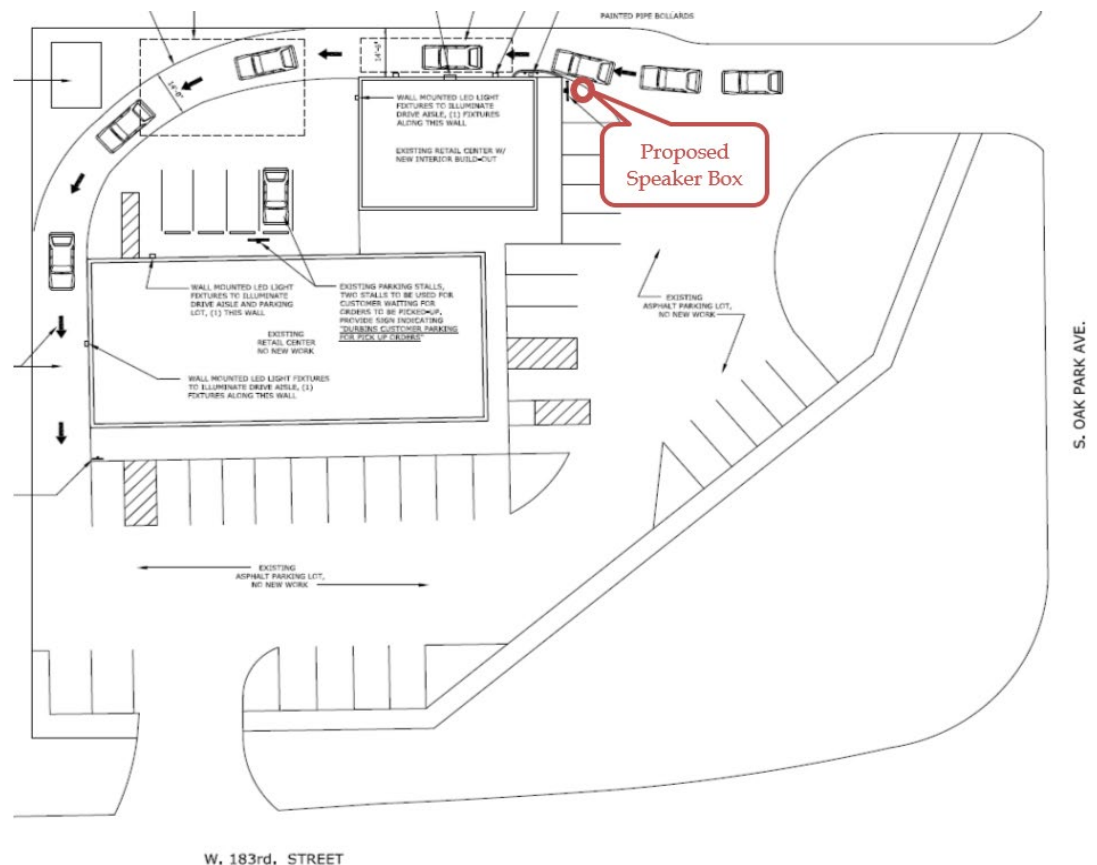 PAINTED PIPE BOLLARDS
14'-6"
14'-6"
WALL MOUNTED LED LIGHT
FIXTURES TO ILLUMINATE
DRIVE AISLE, (1) FIXTURES
ALONG THIS WALL
EXISTING RETAIL CENTER W/
NEW INTERIOR BUILD-OUT
Proposed
Speaker Box
WALL MOUNTED LED LIGHT
FIXTURES TO ILLUMINATE
DRIVE AISLE AND PARKING
LOT, (1) THIS WALL
EXISTING PARKING STALLS,
TWO STALLS TO BE USED FOR
CUSTOMER WAITING FOR
ORDERS TO BE PICKED-UP.
PROVIDE SIGN INDICATING
"DURBINS CUSTOMER PARKING
FOR PICK UP ORDERS"
EXISTING
RETAIL CENTER
NO NEW WORK
WALL MOUNTED LED LIGHT FIXTURES
TO ILLUMINATE DRIVE AISLE, (1)
FIXTURES ALONG THIS WALL
EXISTING
ASPHALT PARKING LOT,
NO NEW WORK
S. OAK PARK AVE.
EXISTING
ASPHALT PARKING LOT,
NO NEW WORK
W. 183rd. STREET